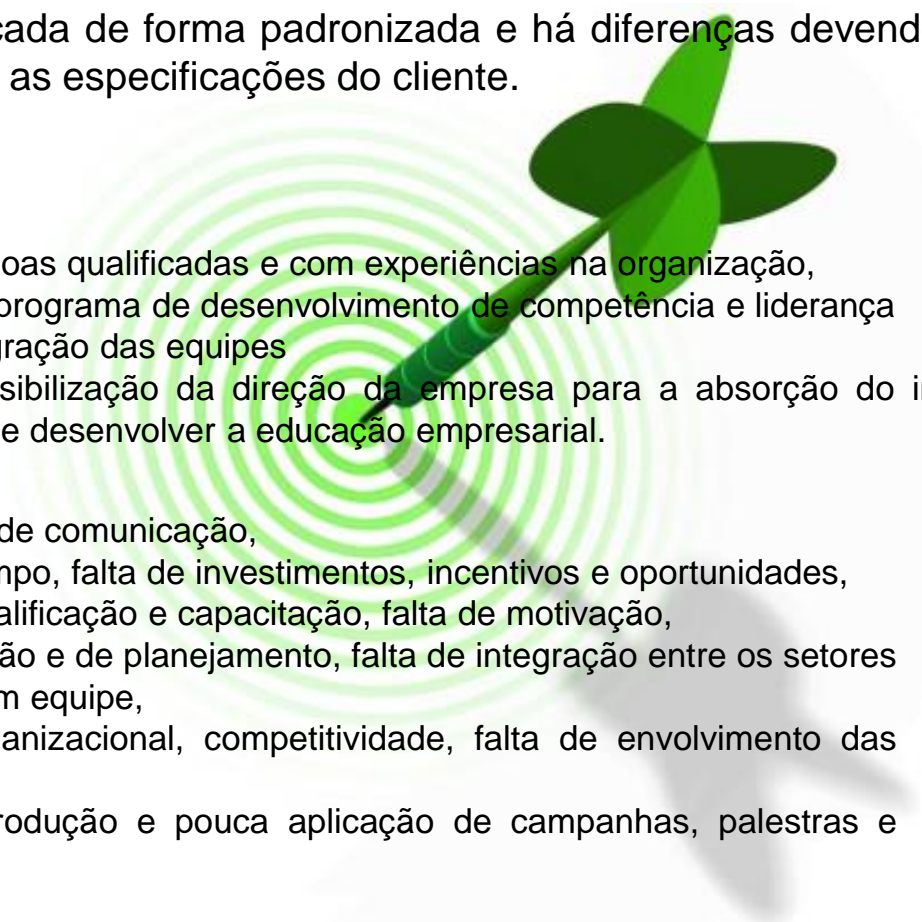 cada de forma padronizada e há diferenças devend
as especificações do cliente.
oas qualificadas e com experiências na organização,
programa de desenvolvimento de competência e liderança
gração das equipes
sibilização da direção da empresa para a absorção do i
e desenvolver a educação empresarial.
de comunicação,
mpo, falta de investimentos, incentivos e oportunidades,
alificação e capacitação, falta de motivação,
ão e de planejamento, falta de integração entre os setores
m equipe,
anizacional, competitividade, falta de envolvimento das
rodução e pouca aplicação de campanhas, palestras e